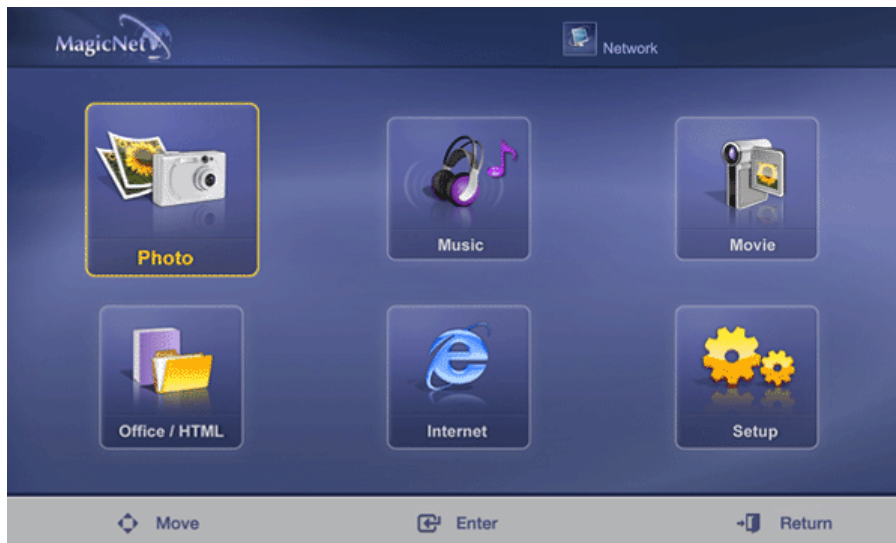 MagicNet
Network
Photo
Music
Movie
Office / HTML
Internet
Setup
Move
Enter
Return